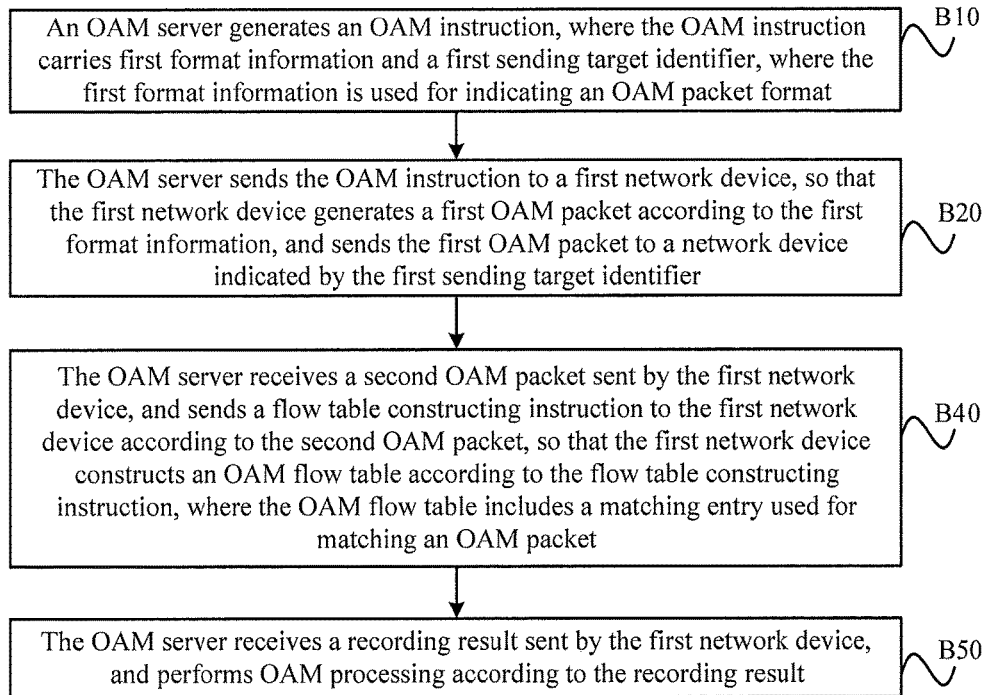 An OAM server generates an OAM instruction, where the OAM instruction
carries first format information and a first sending target identifier, where the
first format information is used for indicating an OAM packet format
B10
The OAM server sends the OAM instruction to a first network device, so that
the first network device generates a first OAM packet according to the first
format information, and sends the first OAM packet to a network device
indicated by the first sending target identifier
B20
The OAM server receives a second OAM packet sent by the first network
device, and sends a flow table constructing instruction to the first network
device according to the second OAM packet, so that the first network device
constructs an OAM flow table according to the flow table constructing
instruction, where the OAM flow table includes a matching entry used for
matching an OAM packet
B40
The OAM server receives a recording result sent by the first network device,
and performs OAM processing according to the recording result
B50